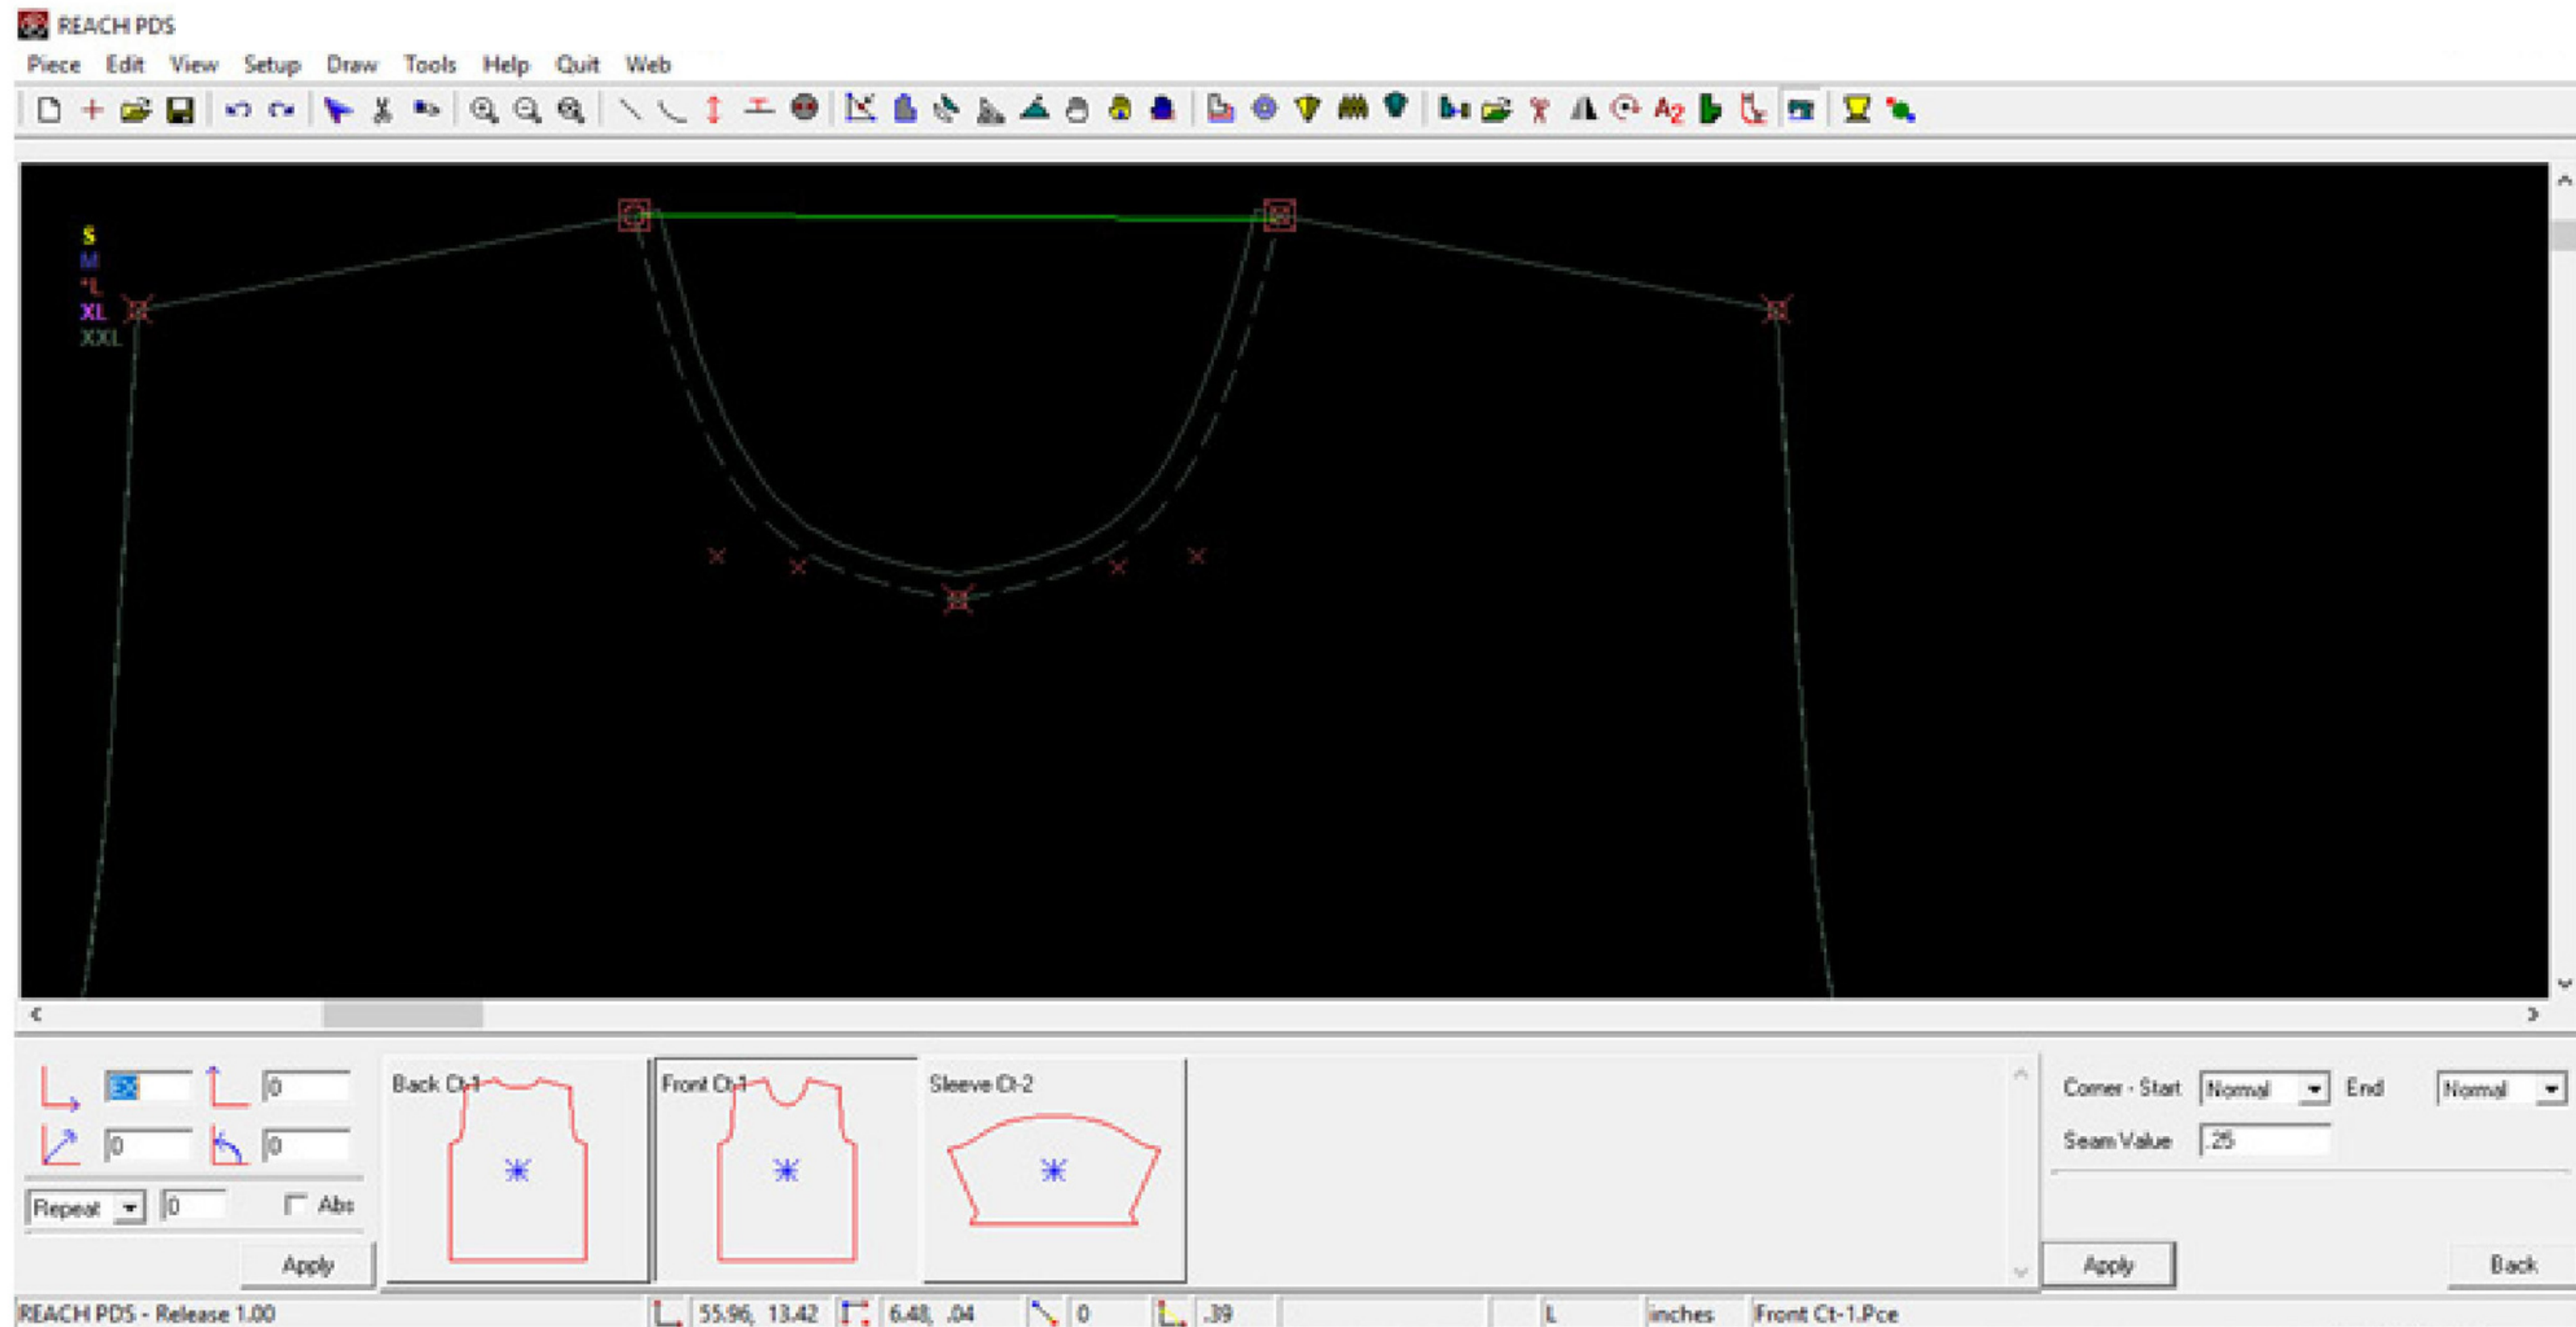 REACH PDS
Piece Edit View Setup Draw Tools Help Quit Web
A2
S
M
*L
XL
XXL
0
Back Ct-1
Front Ct-1
Sleeve Ct-2
Corner - Start Normal End Normal
0 0
Seam Value .25
Repeat 0 Abs
Apply
Apply
Back
REACH PDS - Release 1.00 55.96, 13.42 6.48, .04 0 .39 L inches Front Ct-1.Pce